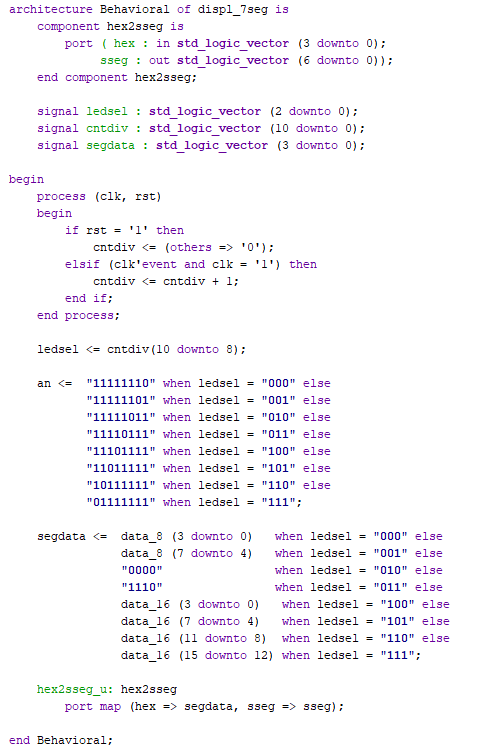 architecture Behavioral of displ_7seg is
    component hex2sseg is
        port ( hex : in std_logic_vector (3 downto 0);
             sseg : out std_logic_vector (6 downto 0));
    end component hex2sseg;

    signal ledsel : std_logic_vector (2 downto 0);
    signal cntdiv : std_logic_vector (10 downto 0);
    signal segdata : std_logic_vector (3 downto 0);

begin
    process (clk, rst)
    begin
        if rst = '1' then
            cntdiv <= (others => '0');
        elsif (clk'event and clk = '1') then
            cntdiv <= cntdiv + 1;
        end if;
    end process;

    ledsel <= cntdiv(10 downto 8);

    an <=  "11111110" when ledsel = "000" else
           "11111101" when ledsel = "001" else
           "11111011" when ledsel = "010" else
           "11110111" when ledsel = "011" else
           "11101111" when ledsel = "100" else
           "11011111" when ledsel = "101" else
           "10111111" when ledsel = "110" else
           "01111111" when ledsel = "111";

    segdata <=  data_8 (3 downto 0)   when ledsel = "000" else
                data_8 (7 downto 4)   when ledsel = "001" else
                "0000"                when ledsel = "010" else
                "1110"                when ledsel = "011" else
                data_16 (3 downto 0)   when ledsel = "100" else
                data_16 (7 downto 4)   when ledsel = "101" else
                data_16 (11 downto 8)  when ledsel = "110" else
                data_16 (15 downto 12) when ledsel = "111";

    hex2sseg_u: hex2sseg
        port map (hex => segdata, sseg => sseg);

end Behavioral;